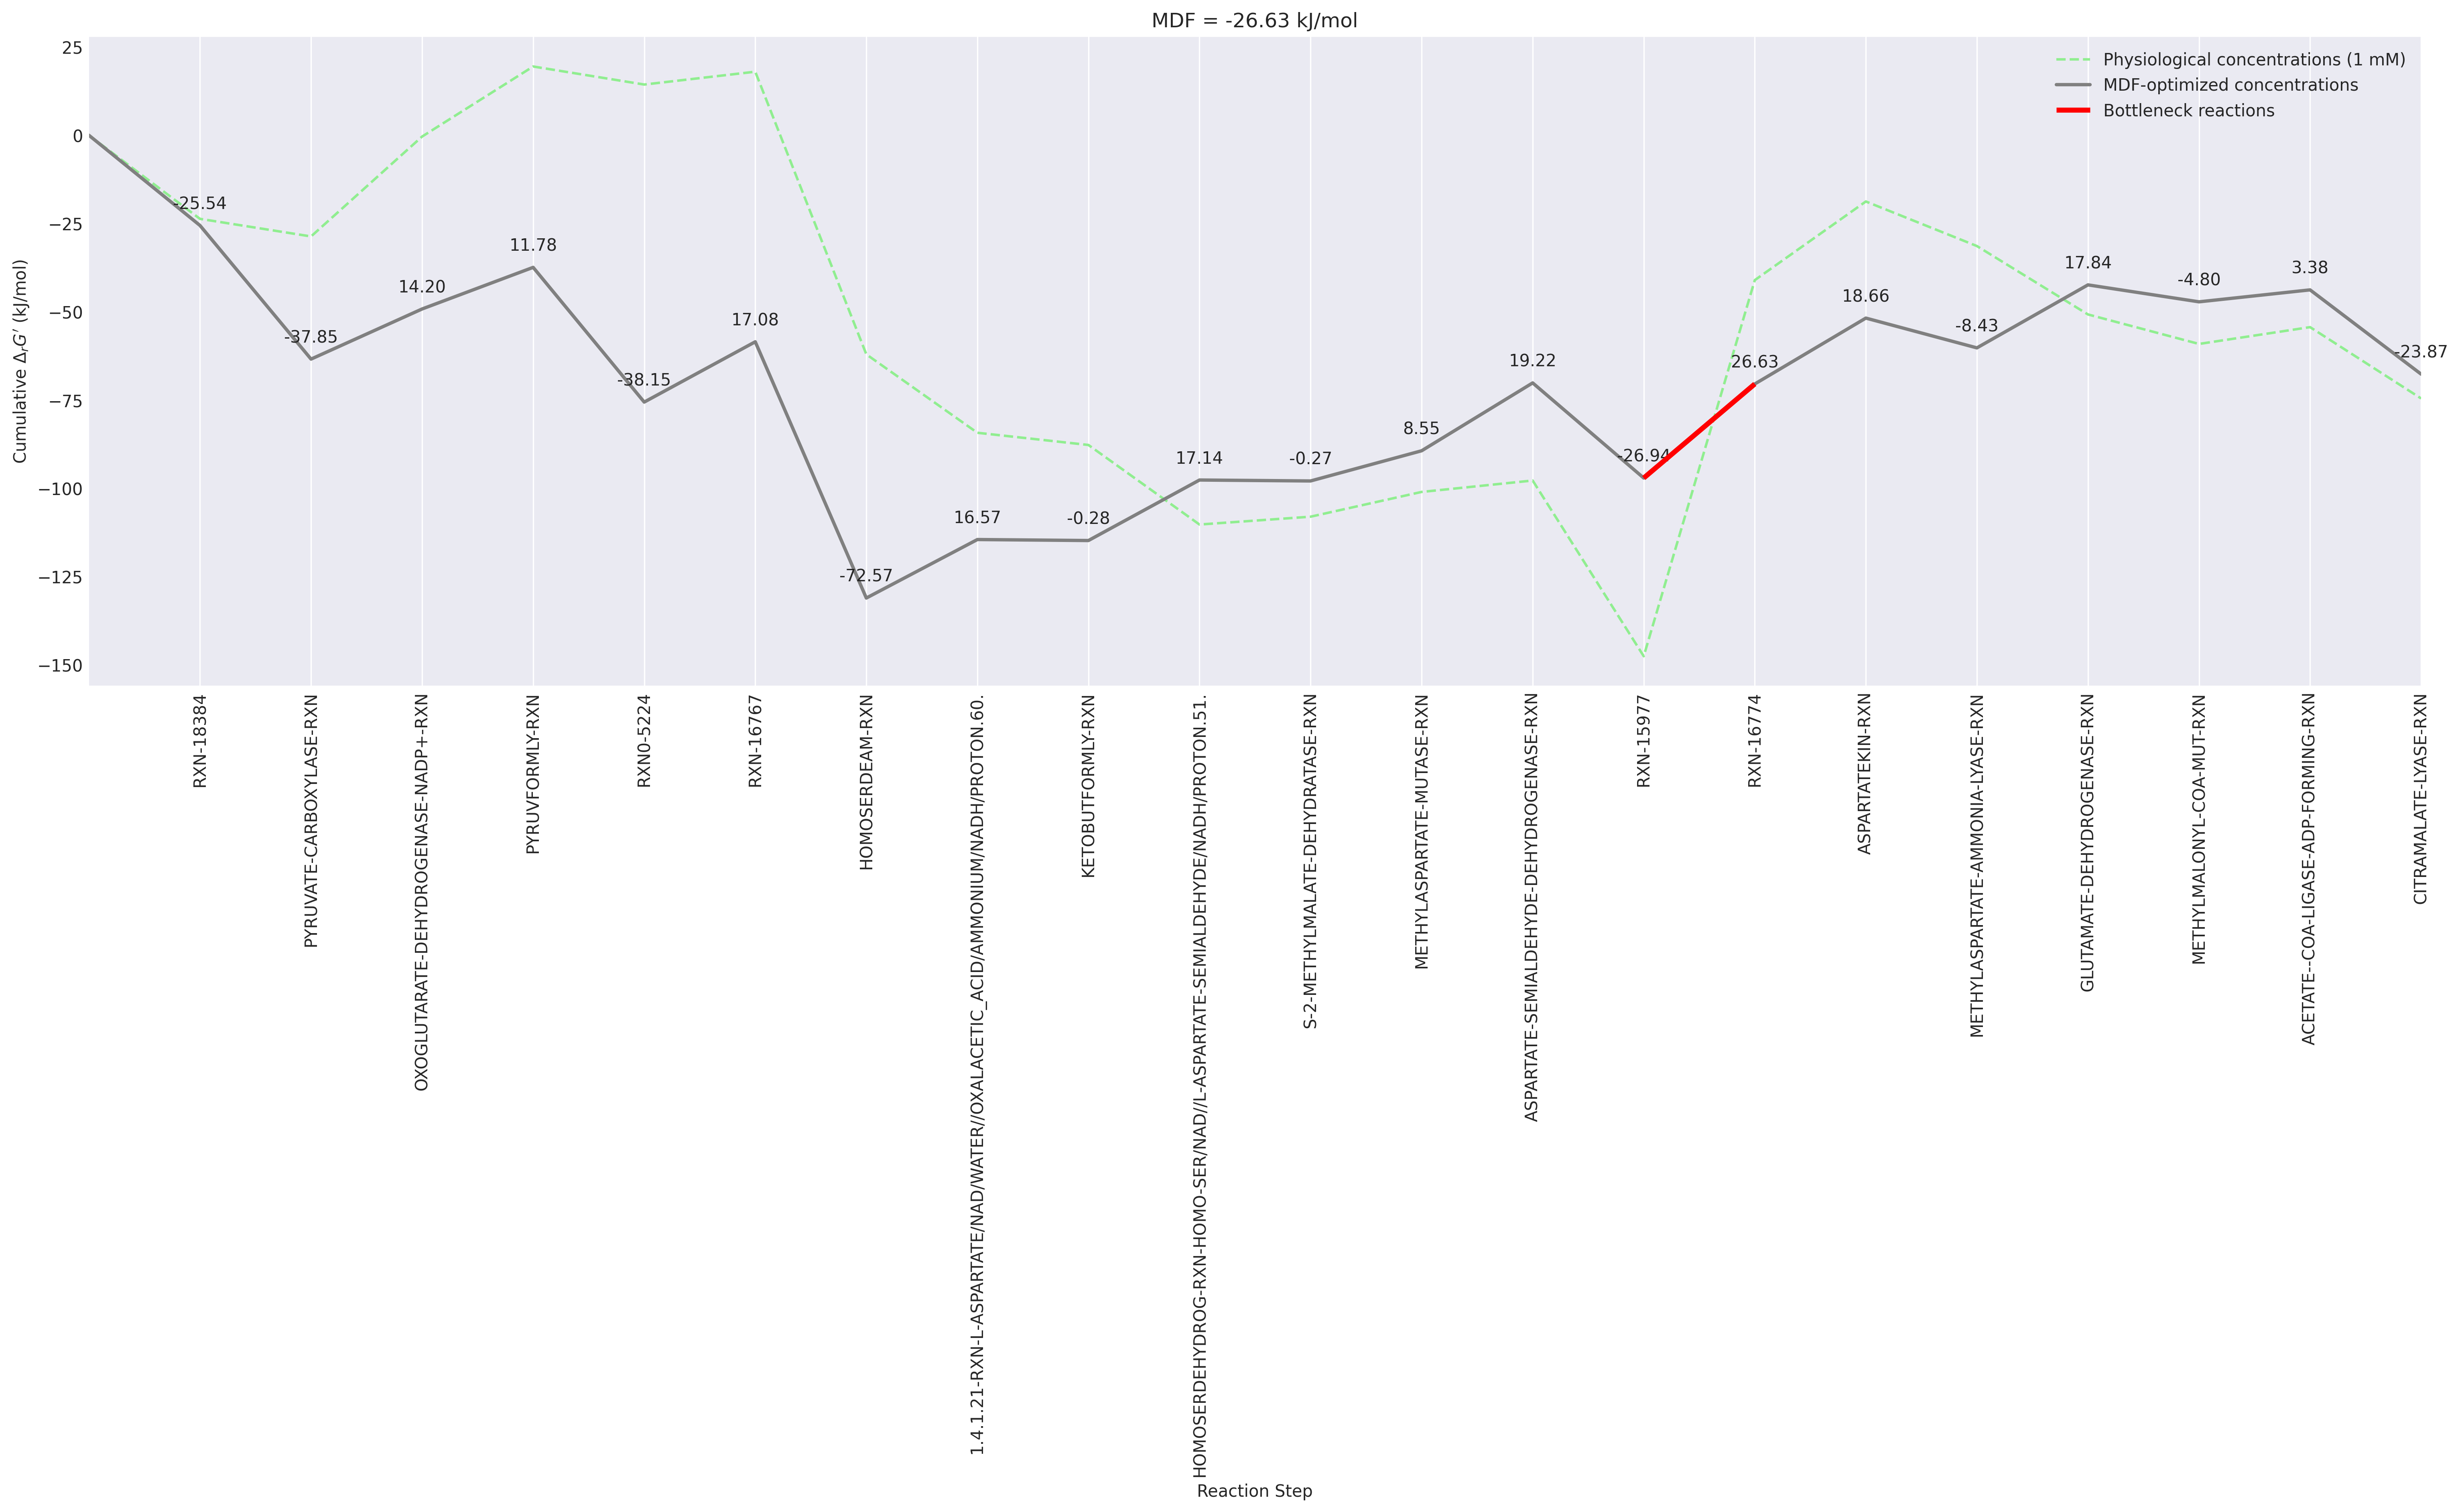 MDF = -26.63 kJ/mol
Physiological concentrations (1 mM)
MDF-optimized concentrations
Bottleneck reactions
Cumulative ΔrG′ (kJ/mol)
25
0
−25
−50
−75
−100
−125
−150
-25.54
-37.85
14.20
11.78
-38.15
17.08
-72.57
16.57
-0.28
17.14
-0.27
8.55
19.22
-26.94
26.63
18.66
-8.43
17.84
-4.80
3.38
-23.87
RXN-18384
PYRUVATE-CARBOXYLASE-RXN
OXOGLUTARATE-DEHYDROGENASE-NADP+-RXN
PYRUVFORMLY-RXN
RXN0-5224
RXN-16767
HOMOSERDEAM-RXN
1.4.1.21-RXN-L-ASPARTATE/NAD/WATER//OXALACETIC_ACID/AMMONIUM/NADH/PROTON.60.
KETOBUTFORMLY-RXN
HOMOSERDEHYDROG-RXN-HOMO-SER/NAD//L-ASPARTATE-SEMIALDEHYDE/NADH/PROTON.51.
S-2-METHYLMALATE-DEHYDRATASE-RXN
METHYLASPARTATE-MUTASE-RXN
ASPARTATE-SEMIALDEHYDE-DEHYDROGENASE-RXN
RXN-15977
RXN-16774
ASPARTATEKIN-RXN
METHYLASPARTATE-AMMONIA-LYASE-RXN
GLUTAMATE-DEHYDROGENASE-RXN
METHYLMALONYL-COA-MUT-RXN
ACETATE--COA-LIGASE-ADP-FORMING-RXN
CITRAMALATE-LYASE-RXN
Reaction Step